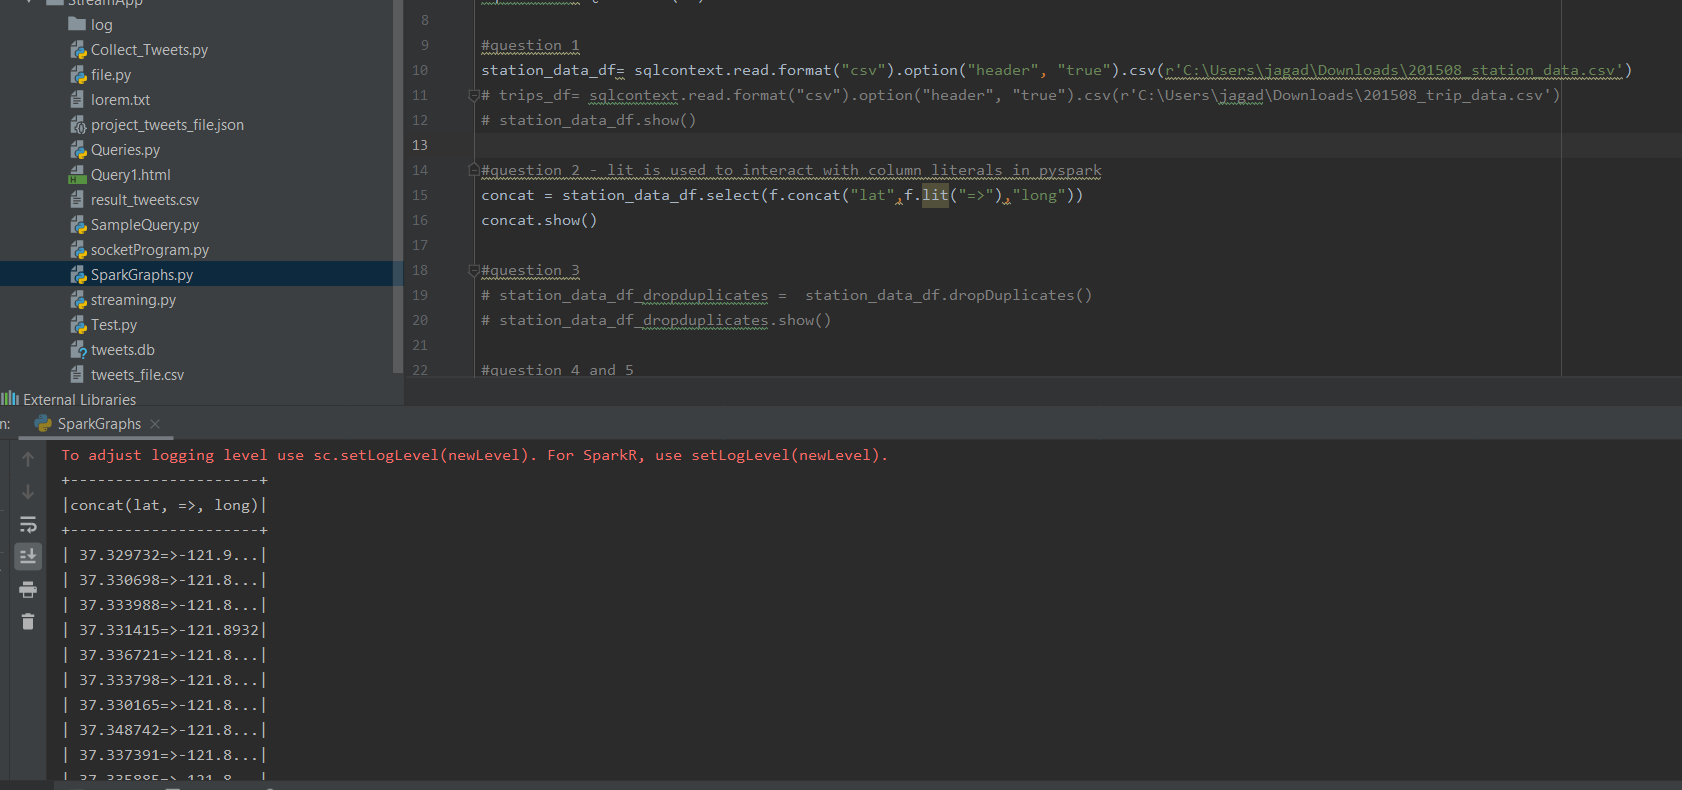 StreamApp
log
Collect_Tweets.py
file.py
lorem.txt
project_tweets_file.json
Queries.py
Query1.html
result_tweets.csv
SampleQuery.py
socketProgram.py
SparkGraphs.py
streaming.py
Test.py
tweets.db
tweets_file.csv
External Libraries
8
9 #question 1
10 station_data_df= sqlcontext.read.format("csv").option("header", "true").csv(r'C:\Users\jagad\Downloads\201508_station_data.csv')
11 # trips_df= sqlcontext.read.format("csv").option("header", "true").csv(r'C:\Users\jagad\Downloads\201508_trip_data.csv')
12 # station_data_df.show()
13
14 #question 2 - lit is used to interact with column literals in pyspark
15 concat = station_data_df.select(f.concat("lat",f.lit("=>"),"long"))
16 concat.show()
17
18 #question 3
19 # station_data_df_dropduplicates =  station_data_df.dropDuplicates()
20 # station_data_df_dropduplicates.show()
21
22 #question 4 and 5
n: SparkGraphs
To adjust logging level use sc.setLogLevel(newLevel). For SparkR, use setLogLevel(newLevel).
+---------------------+
|concat(lat, =>, long)|
+---------------------+
| 37.329732=>-121.9...|
| 37.330698=>-121.8...|
| 37.333988=>-121.8...|
| 37.331415=>-121.8932|
| 37.336721=>-121.8...|
| 37.333798=>-121.8...|
| 37.330165=>-121.8...|
| 37.348742=>-121.8...|
| 37.337391=>-121.8...|
| 37.335885=>-121.8...|